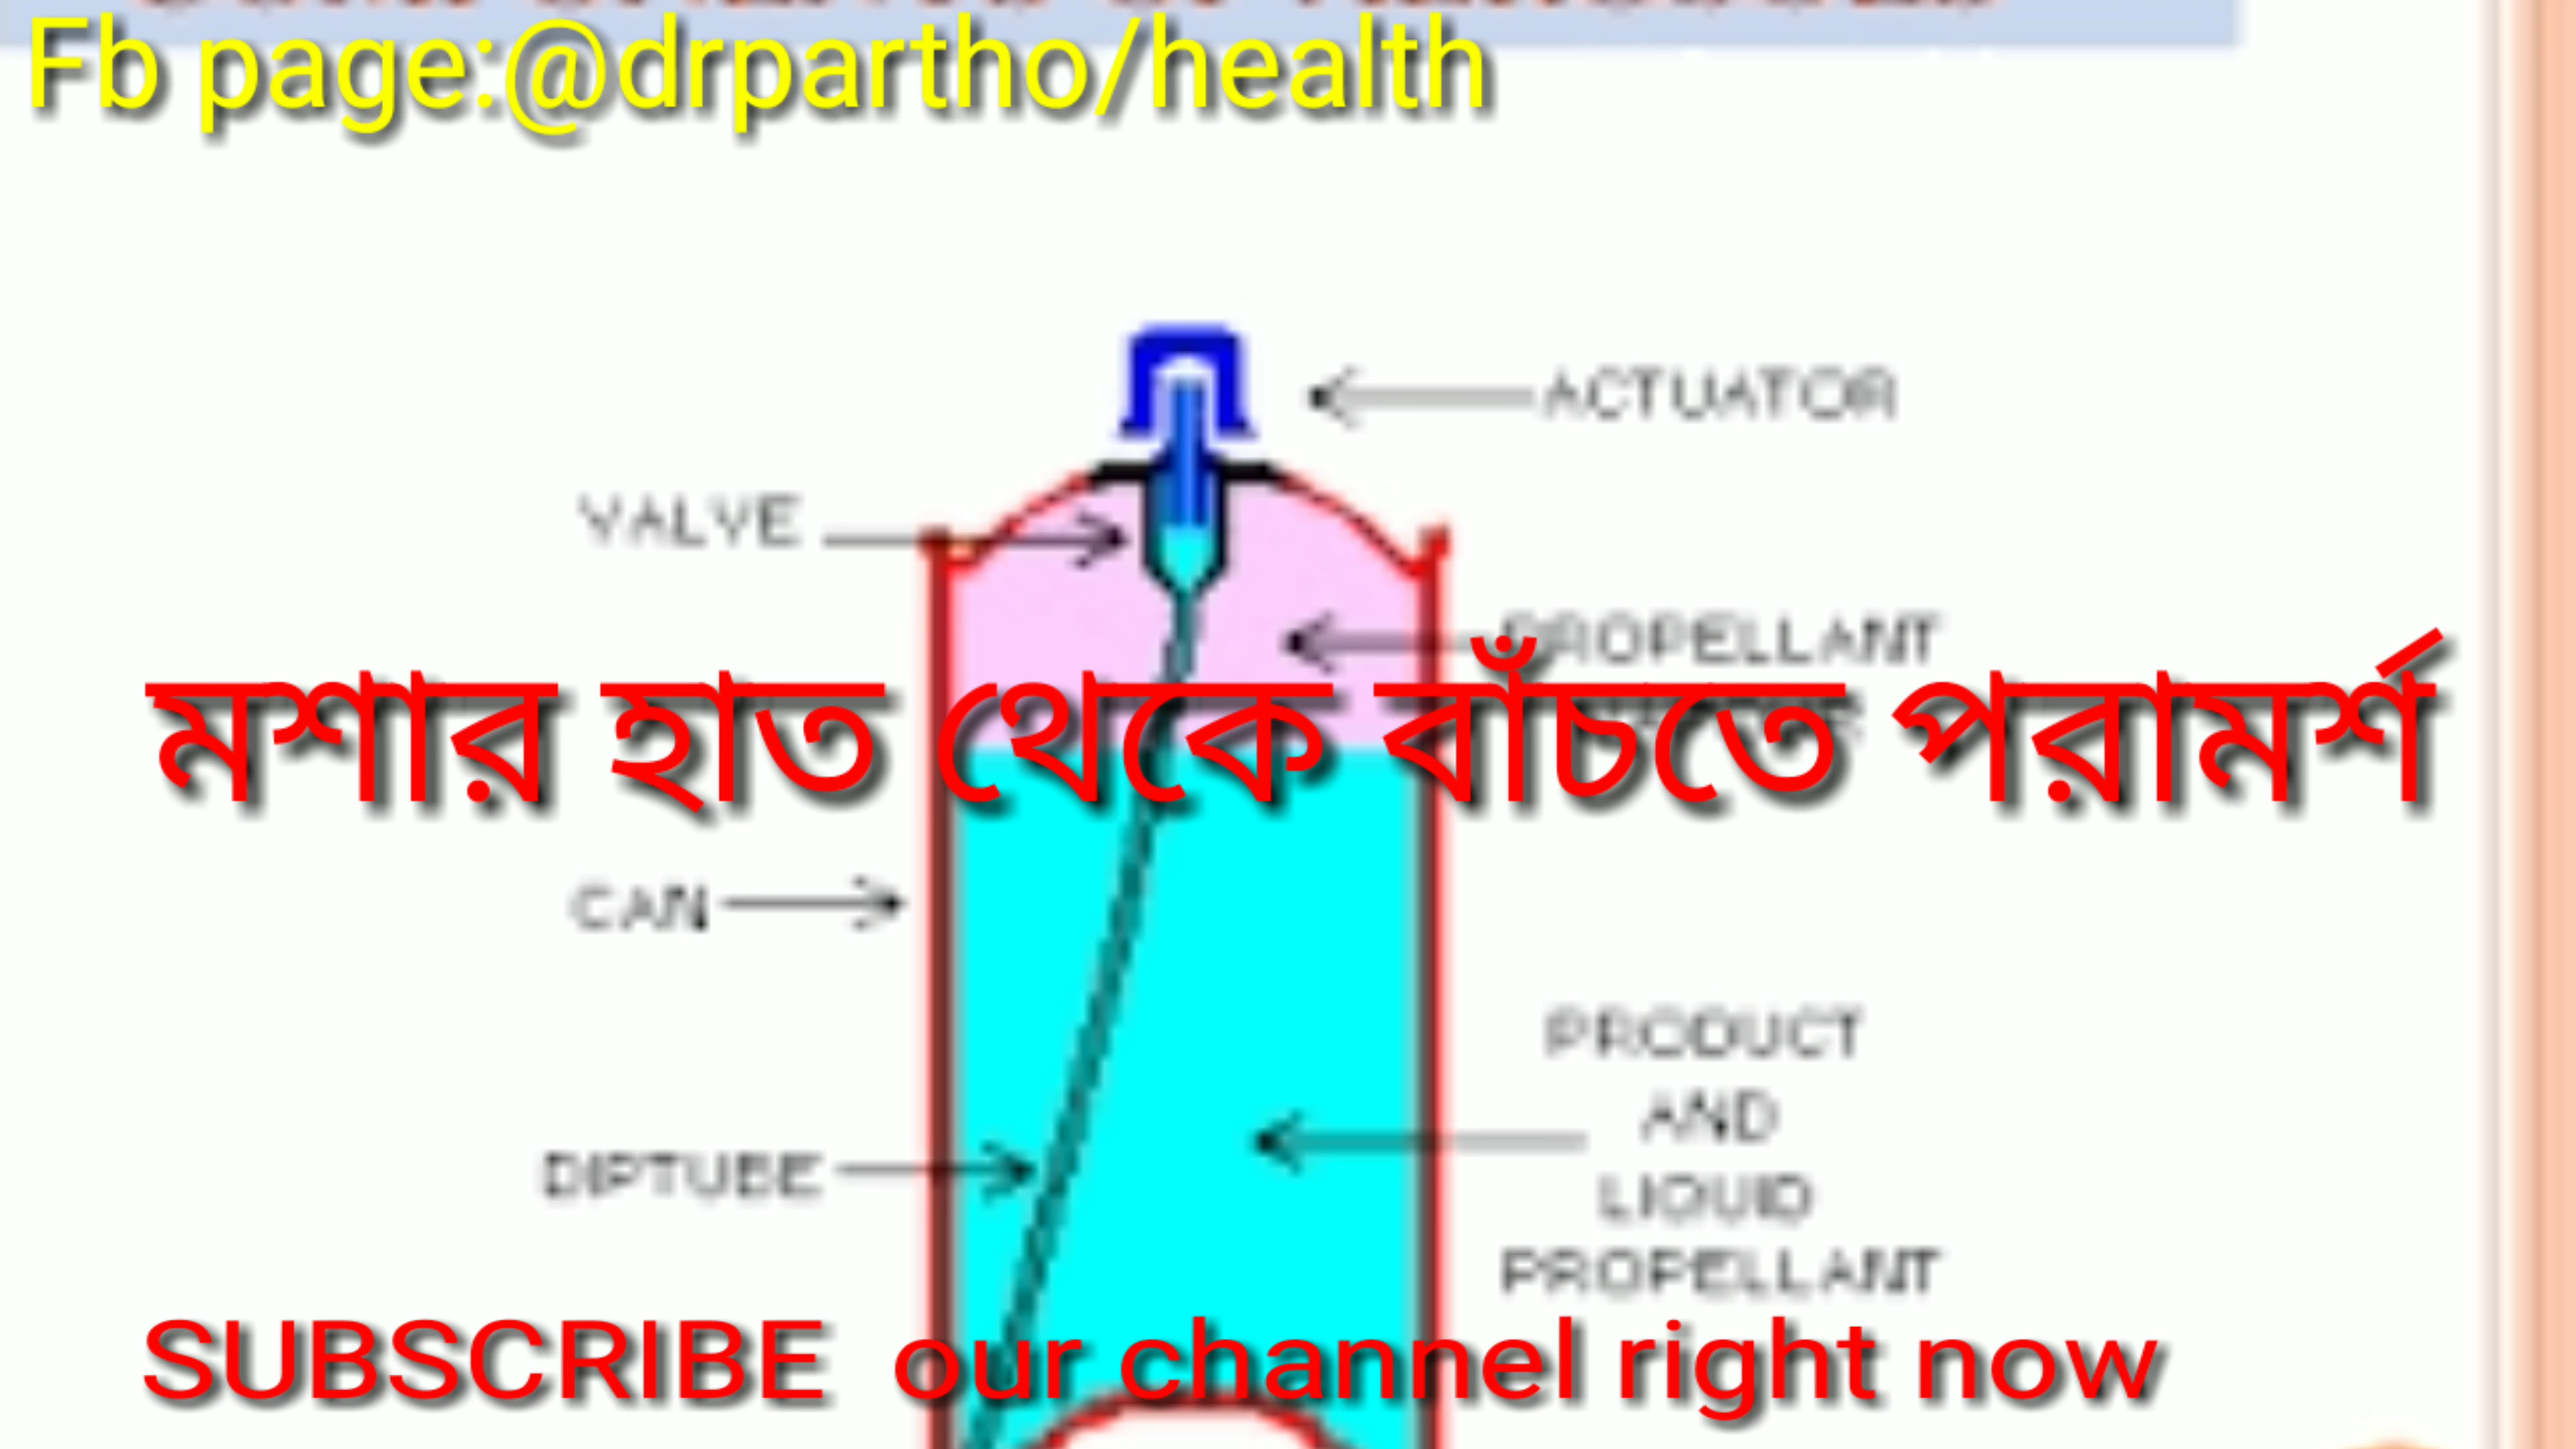 Fb page:@drpartho/health
ACTUATOR
VALVE
PROPELLANT
মশার হাত থেকে বাঁচতে পরামর্শ
CAN
PRODUCT
AND
LIQUID
PROPELLANT
DIPTUBE
SUBSCRIBE our channel right now